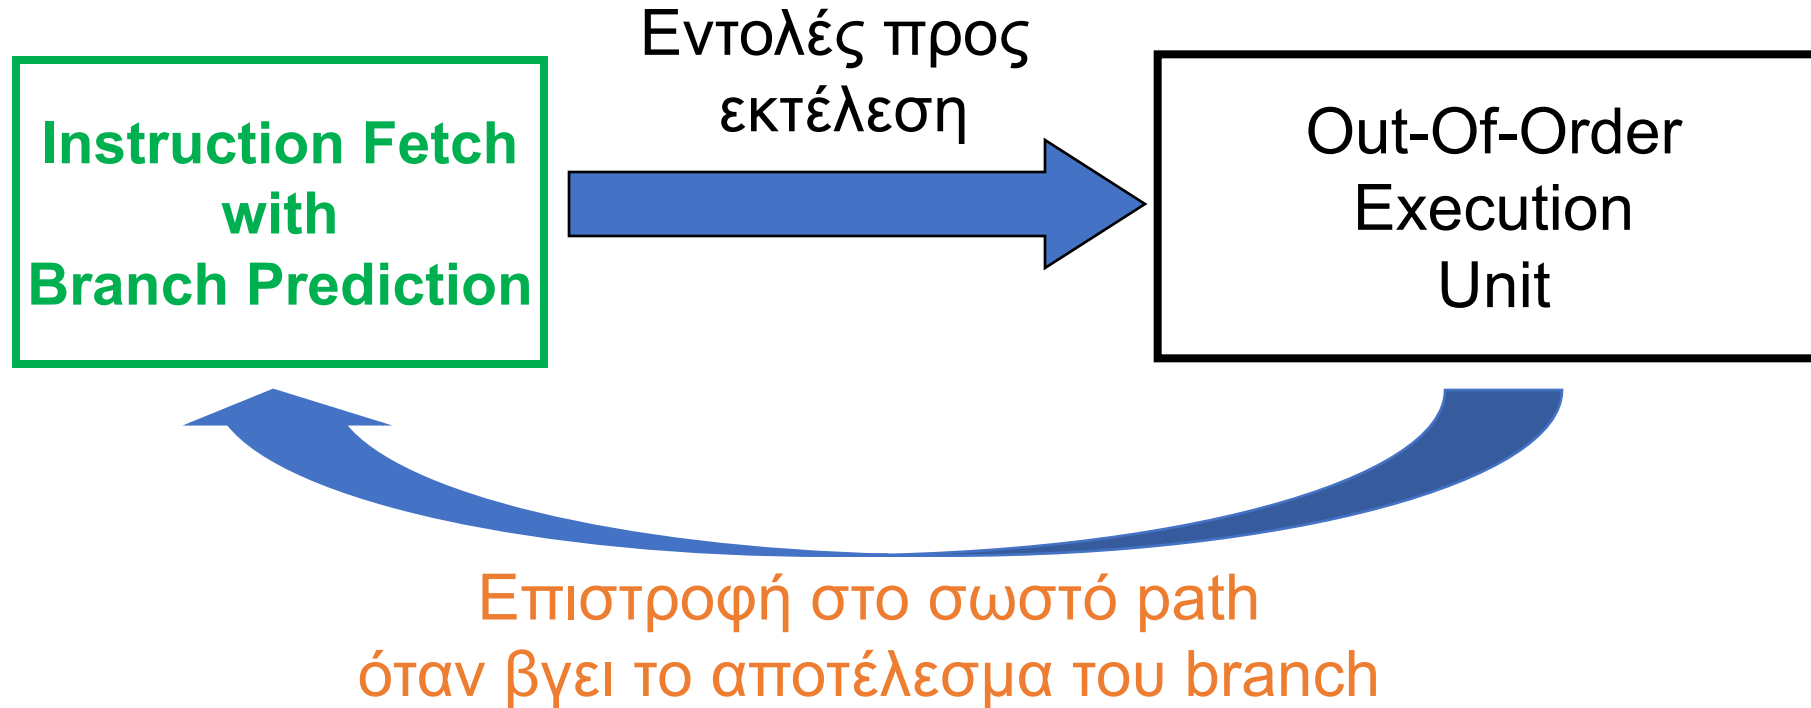 Εντολές προς
εκτέλεση
Instruction Fetch
with
Branch Prediction
Out-Of-Order
Execution
Unit
Επιστροφή στο σωστό path
όταν βγει το αποτέλεσμα του branch